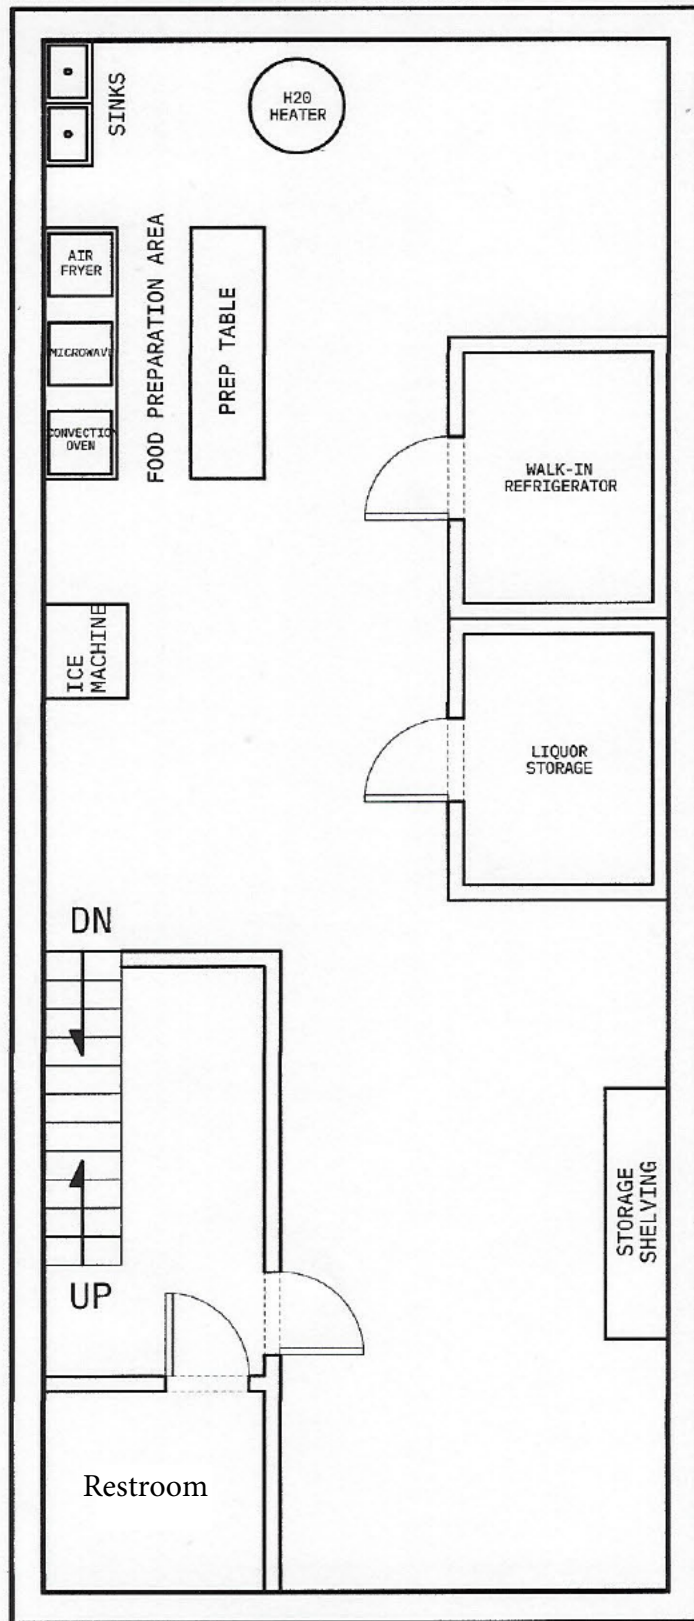 SINKS
H20
HEATER
AIR
FRYER
MICROWAVE
CONVECTION
OVEN
FOOD PREPARATION AREA
PREP TABLE
WALK-IN
REFRIGERATOR
ICE
MACHINE
LIQUOR
STORAGE
DN
STORAGE
SHELVING
UP
Restroom